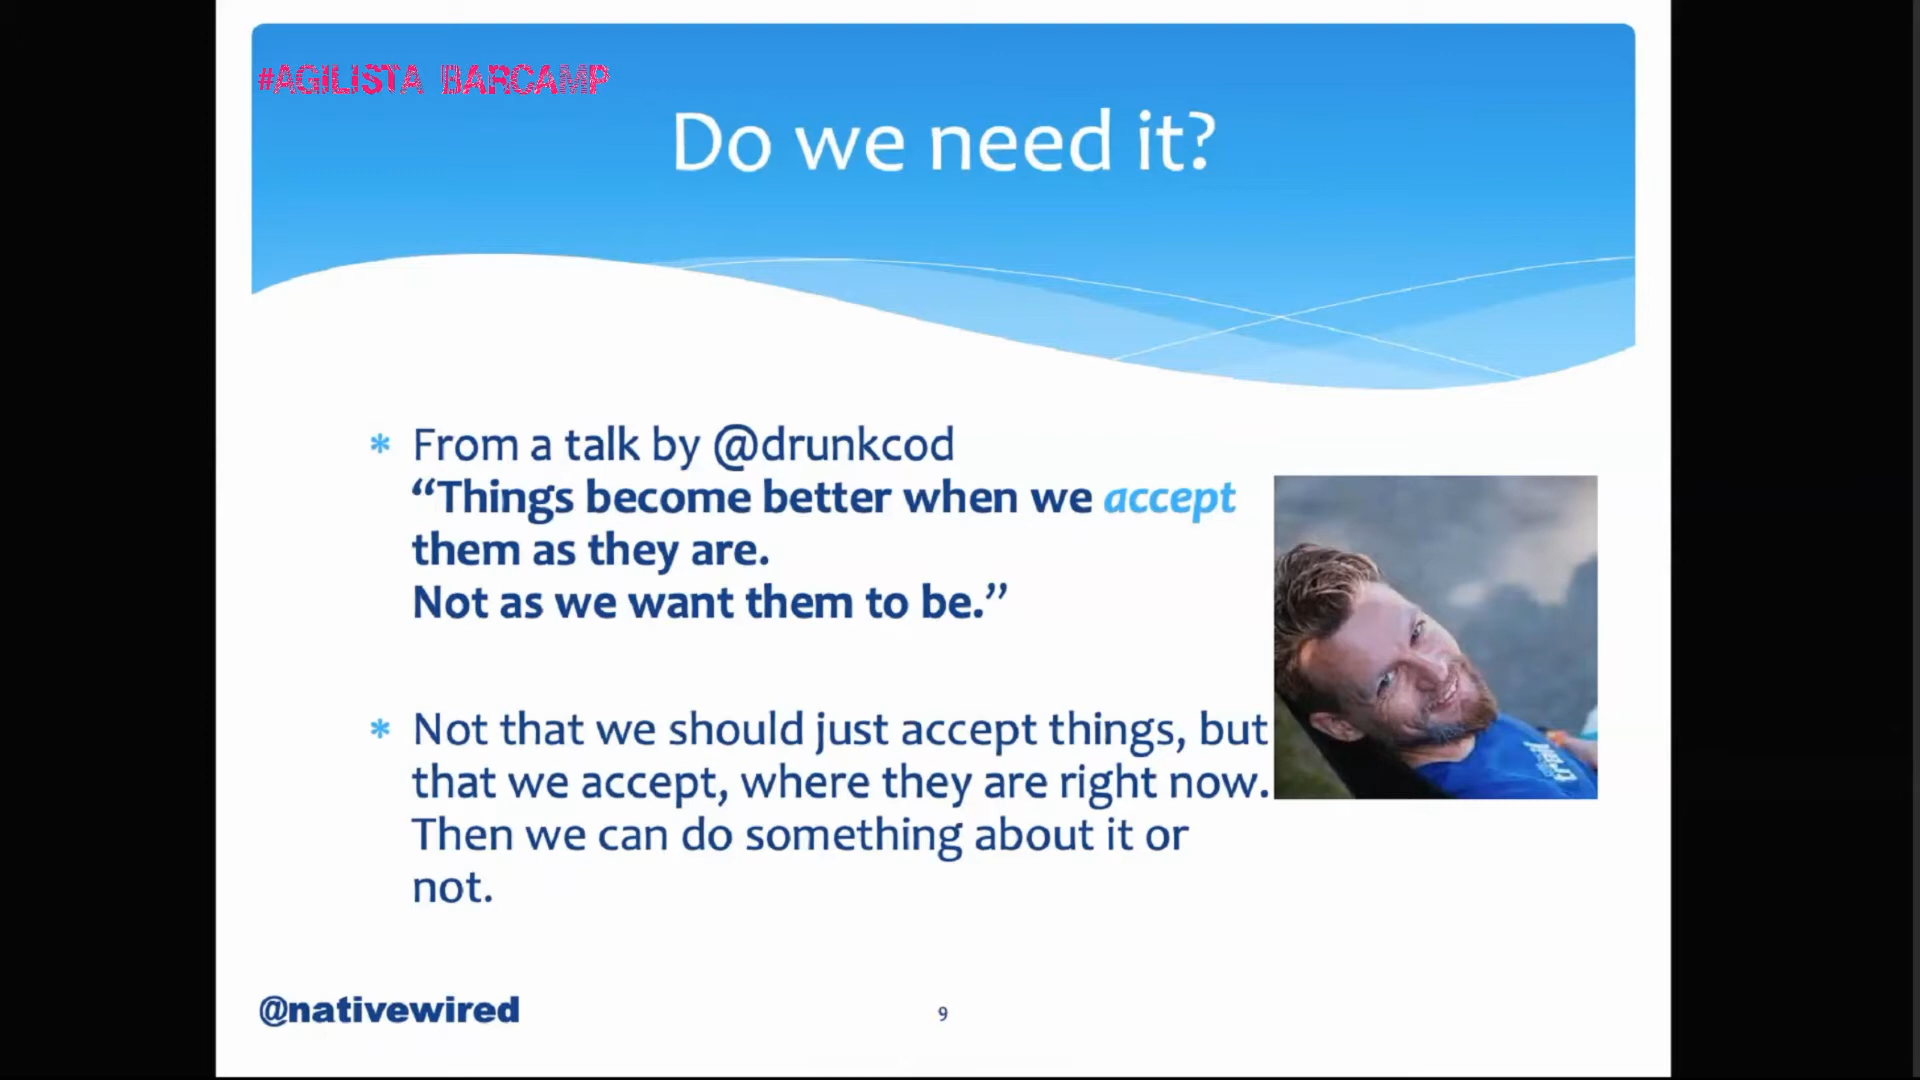 #AGILISTA BARCAMP
Do we need it?
* From a talk by @drunkcod
“Things become better when we accept
them as they are.
Not as we want them to be.”
* Not that we should just accept things, but
that we accept, where they are right now.
Then we can do something about it or
not.
@nativewired
9